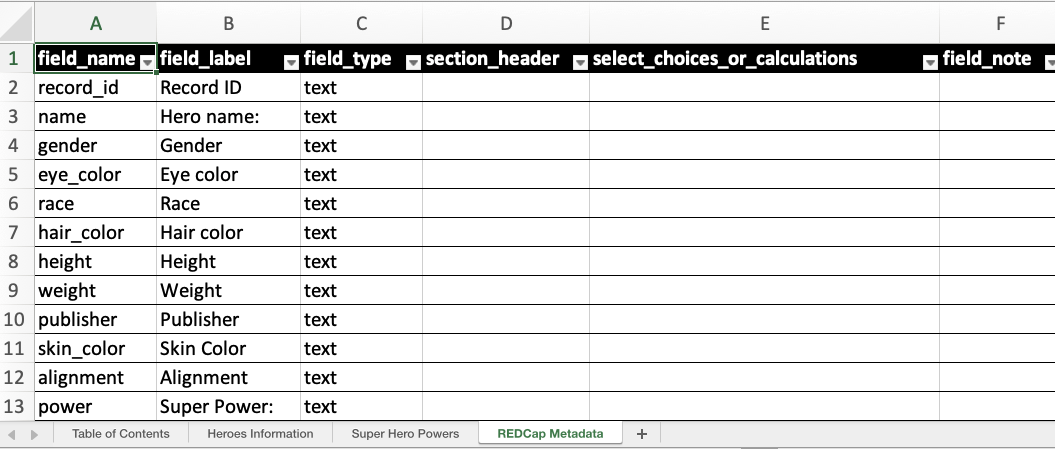 A B C D E F
1 field_name field_label field_type section_header select_choices_or_calculations field_note
2 record_id Record ID text
3 name Hero name: text
4 gender Gender text
5 eye_color Eye color text
6 race Race text
7 hair_color Hair color text
8 height Height text
9 weight Weight text
10 publisher Publisher text
11 skin_color Skin Color text
12 alignment Alignment text
13 power Super Power: text
Table of Contents Heroes Information Super Hero Powers REDCap Metadata +